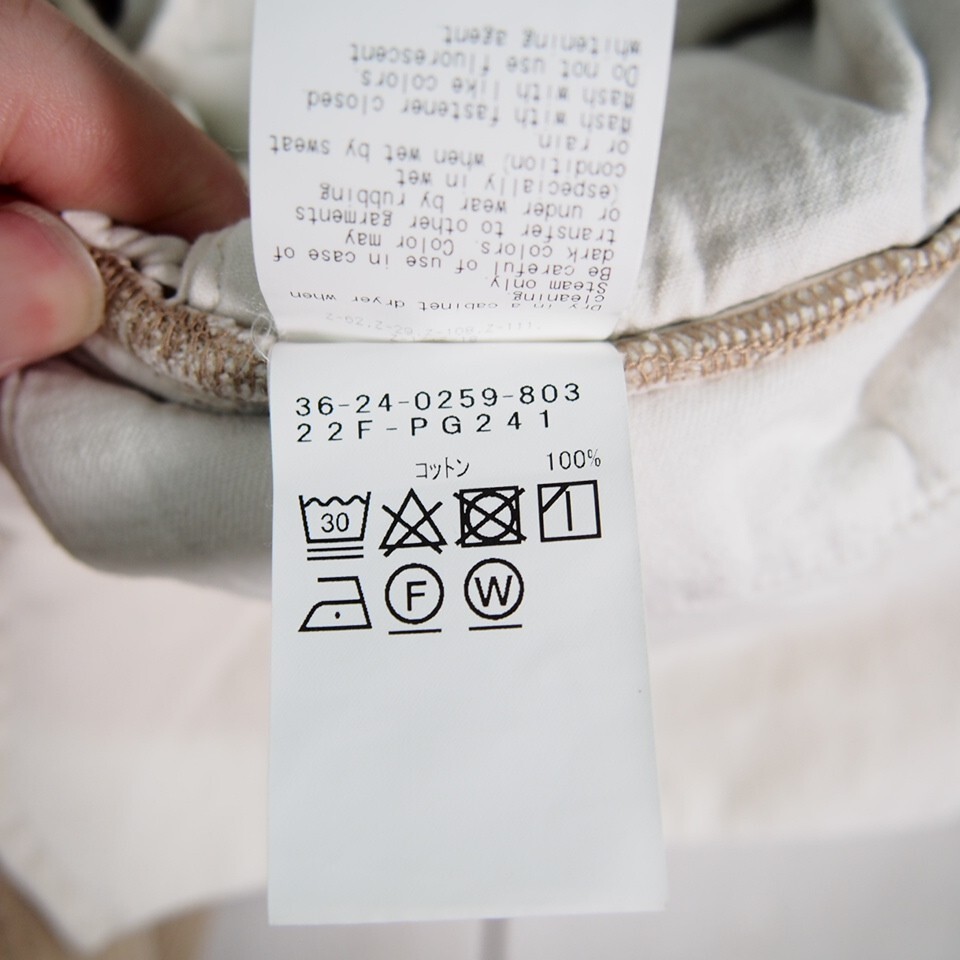 Dry in a cabinet dryer when
cleaning.
Steam only.
Be careful of use in case of
dark colors. Color may
transfer to other garments
or under wear by rubbing
(especially in wet
condition) when wet by sweat
or rain.
Wash with fastener closed
Wash with like colors.
Do not use fluorescent
whitening agent.
36-24-0259-803
22F-PG241
コットン 100%
30
F W